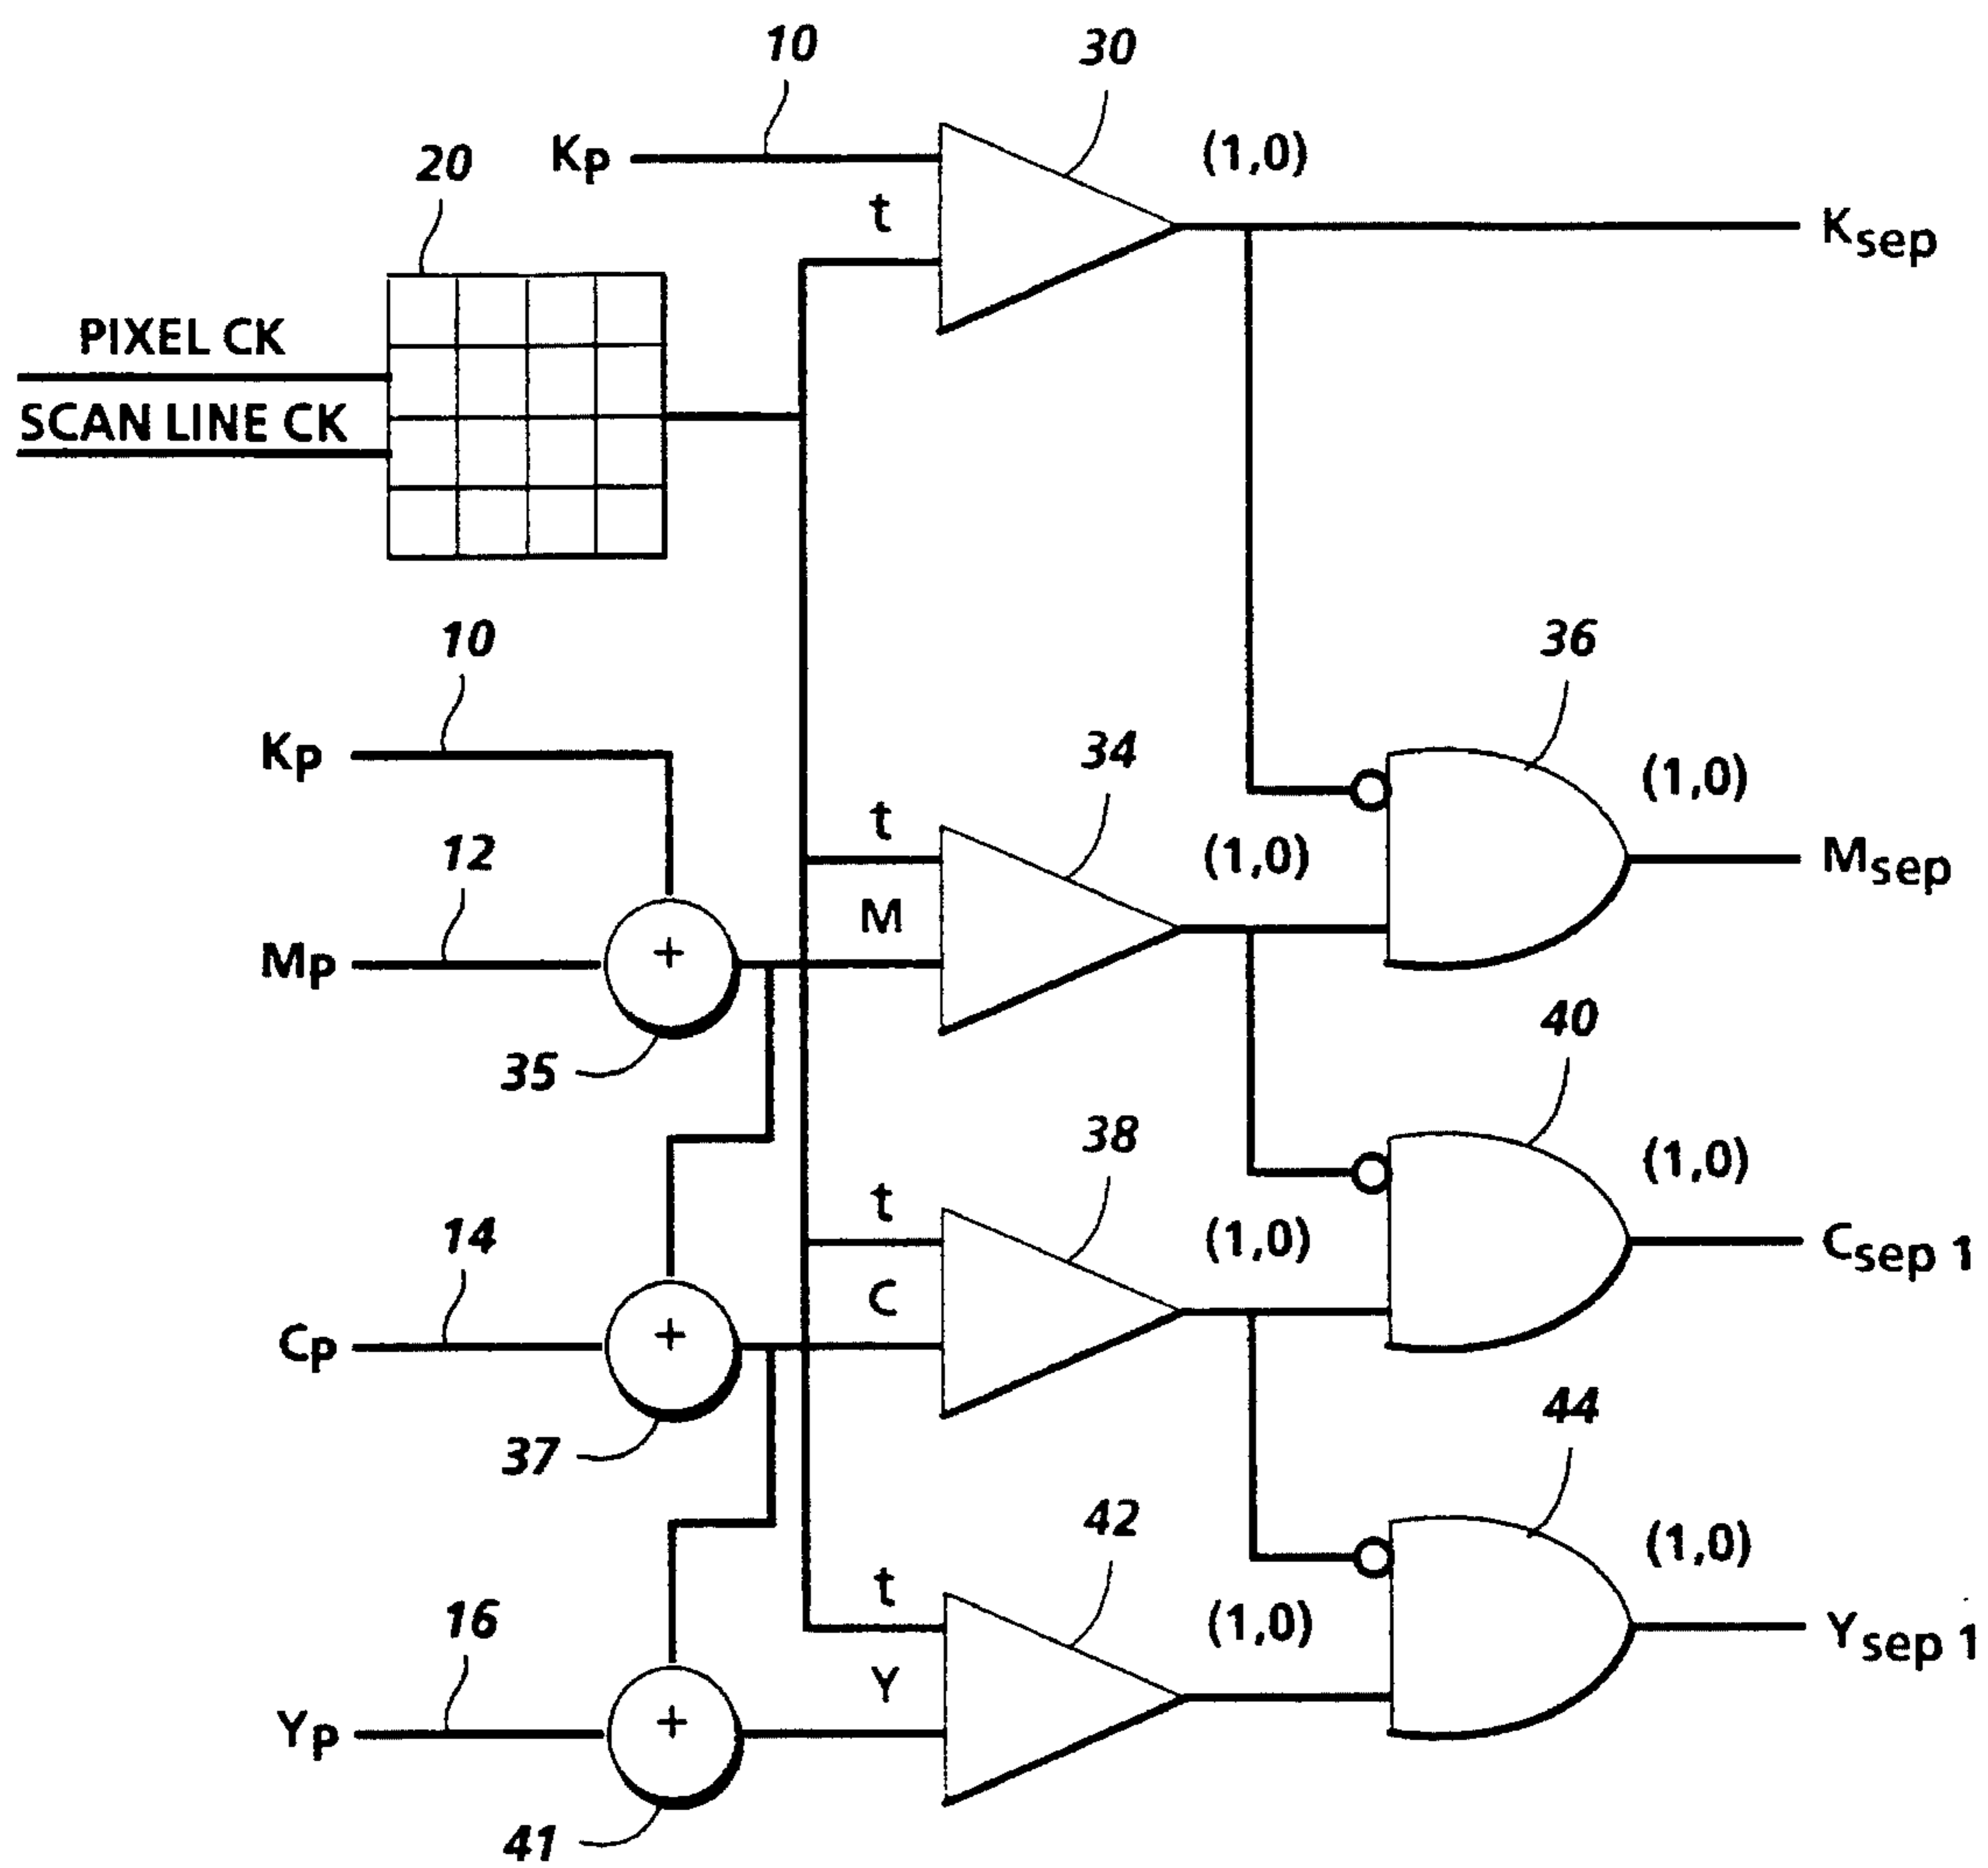 10
30
Kp
(1,0)
20
t
Ksep
PIXEL CK
SCAN LINE CK
10
36
Kp
34
(1,0)
t
12
(1,0)
Msep
M
Mp
+
40
35
38
(1,0)
t
14
(1,0)
Csep 1
C
Cp
+
44
37
42
(1,0)
t
16
(1,0)
Ysep 1
Y
Yp
+
41